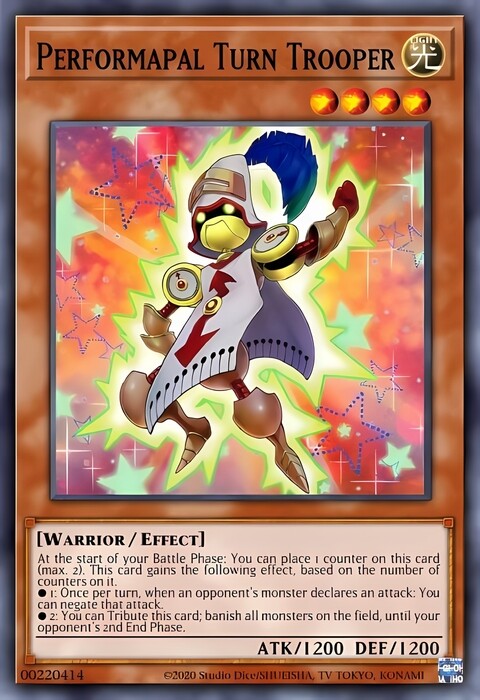 PERFORMAPAL TURN TROOPER
LIGHT
光
[WARRIOR / EFFECT]
At the start of your Battle Phase: You can place 1 counter on this card
(max. 2). This card gains the following effect, based on the number of
counters on it.
● 1: Once per turn, when an opponent's monster declares an attack: You
can negate that attack.
● 2: You can Tribute this card; banish all monsters on the field, until your
opponent's 2nd End Phase.
ATK/1200 DEF/1200
00220414
©2020 Studio Dice/SHUEISHA, TV TOKYO, KONAMI